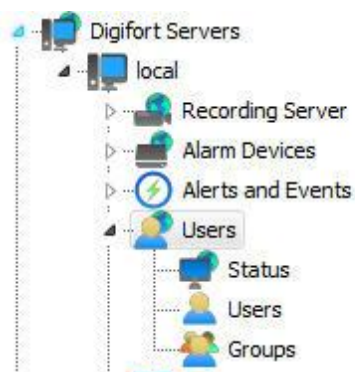 Digifort Servers
local
Recording Server
Alarm Devices
Alerts and Events
Users
Status
Users
Groups